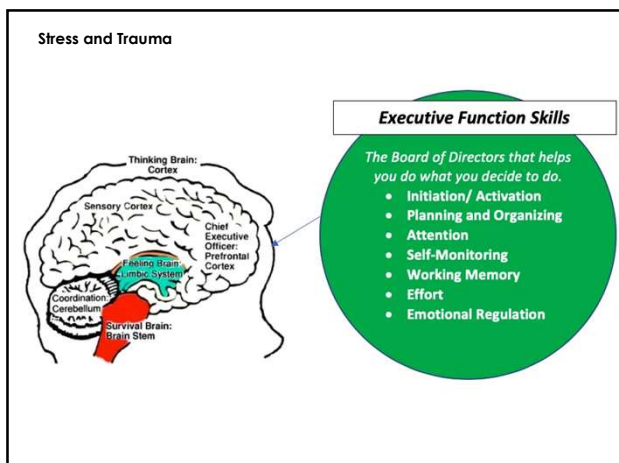 Stress and Trauma
Executive Function Skills
The Board of Directors that helps
you do what you decide to do.
• Initiation/ Activation
• Planning and Organizing
• Attention
• Self-Monitoring
• Working Memory
• Effort
• Emotional Regulation
Thinking Brain:
Cortex
Sensory Cortex
Chief
Executive
Officer:
Prefrontal
Cortex
Feeling Brain:
Limbic System
Coordination:
Cerebellum
Survival Brain:
Brain Stem